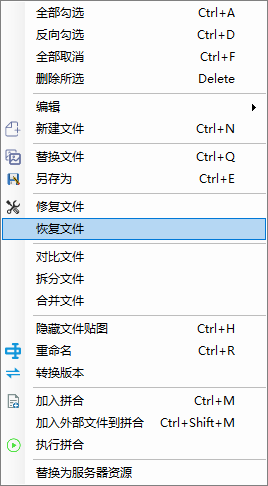 全部勾选 Ctrl+A
反向勾选 Ctrl+D
全部取消 Ctrl+F
删除所选 Delete
编辑
新建文件 Ctrl+N
替换文件 Ctrl+Q
另存为 Ctrl+E
修复文件
恢复文件
对比文件
拆分文件
合并文件
隐藏文件贴图 Ctrl+H
重命名 Ctrl+R
转换版本
加入拼合 Ctrl+M
加入外部文件到拼合 Ctrl+Shift+M
执行拼合
替换为服务器资源